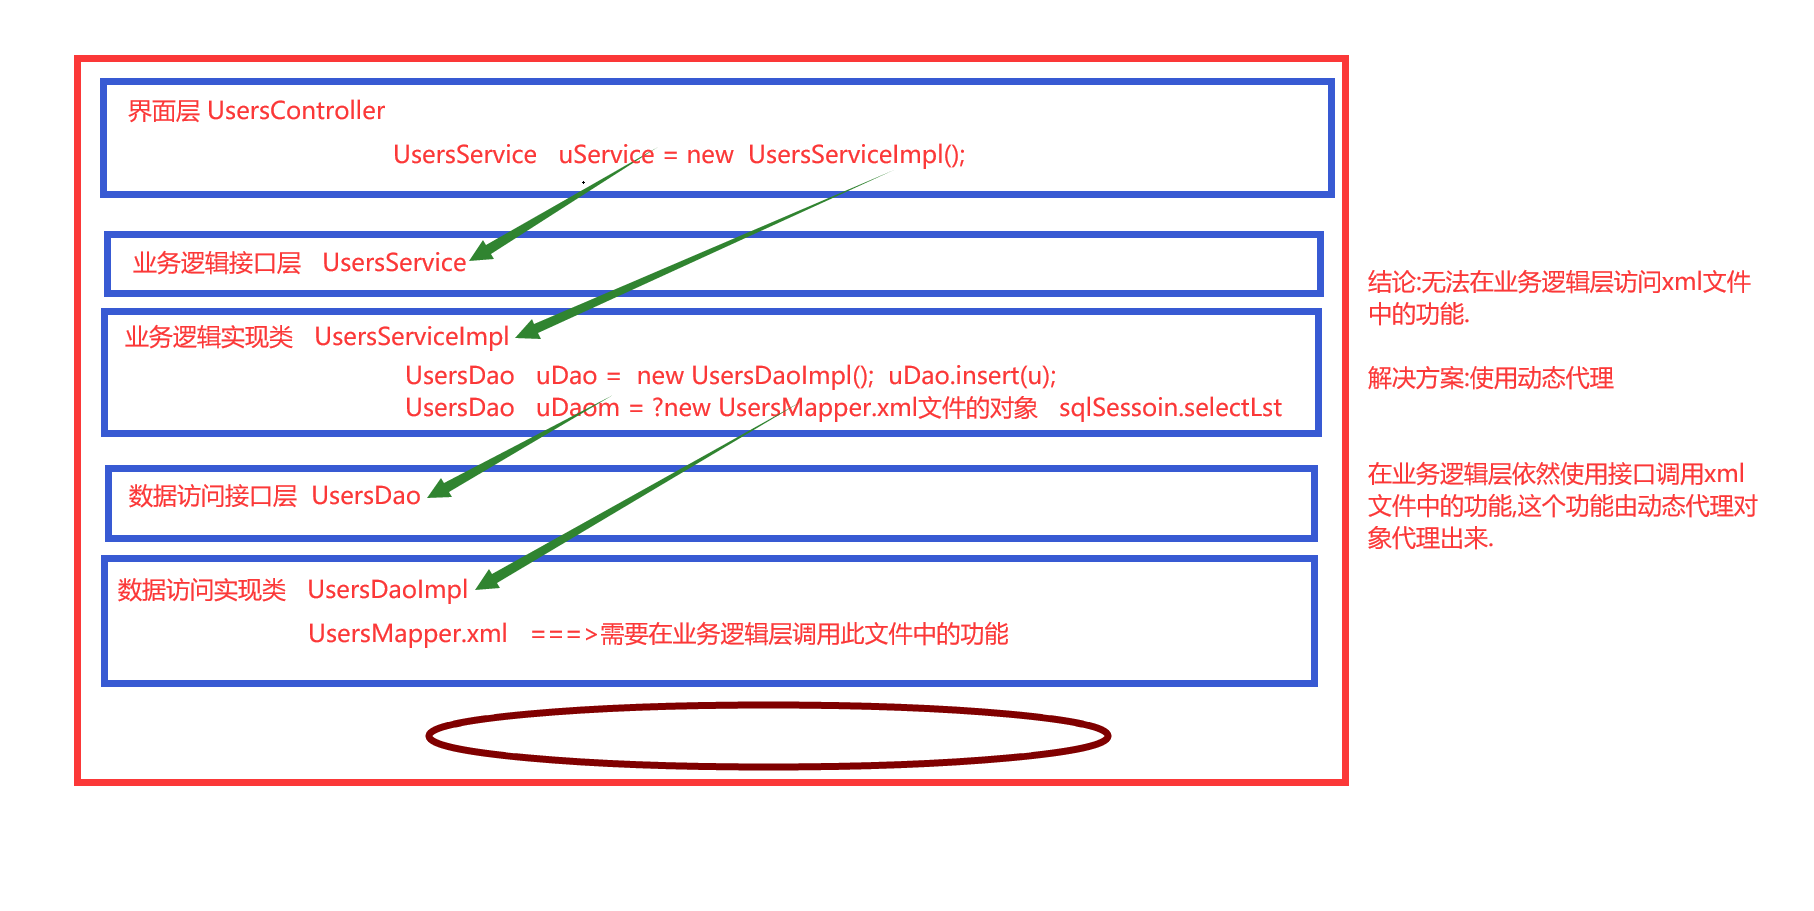 界面层 UsersController
UsersService uService = new UsersServiceImpl();
业务逻辑接口层 UsersService
业务逻辑实现类 UsersServiceImpl
UsersDao uDao = new UsersDaoImpl(); uDao.insert(u);
UsersDao uDaom = ?new UsersMapper.xml文件的对象 sqlSessoin.selectLst
数据访问接口层 UsersDao
数据访问实现类 UsersDaoImpl
UsersMapper.xml ===>需要在业务逻辑层调用此文件中的功能
结论:无法在业务逻辑层访问xml文件
中的功能.
解决方案:使用动态代理
在业务逻辑层依然使用接口调用xml
文件中的功能,这个功能由动态代理对
象代理出来.